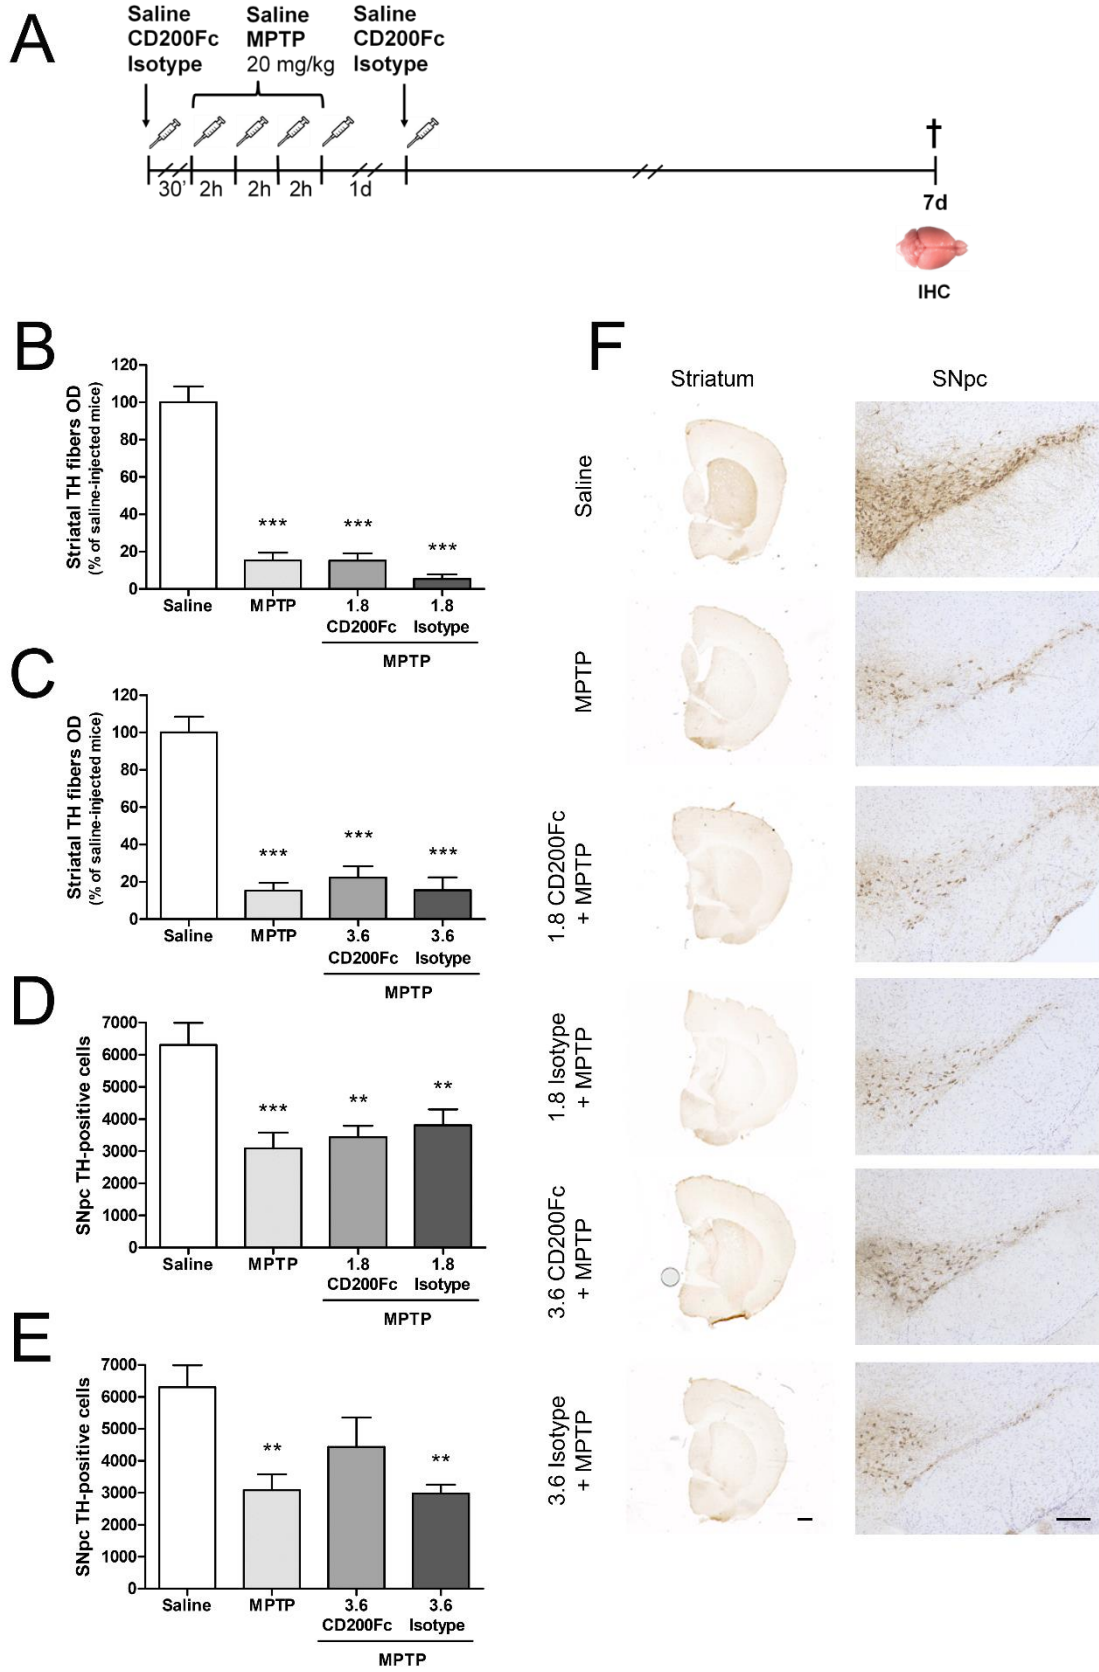 A
Saline
CD200Fc
Isotype
Saline
MPTP
20 mg/kg
Saline
CD200Fc
Isotype
30'
2h
2h
2h
1d
7d
IHC
B
Striatal TH fibers OD
(% of saline-injected mice)
120
100
80
60
40
20
0
***
***
***
Saline
MPTP
1.8
CD200Fc
1.8
Isotype
MPTP
C
Striatal TH fibers OD
(% of saline-injected mice)
120
100
80
60
40
20
0
***
***
***
Saline
MPTP
3.6
CD200Fc
3.6
Isotype
MPTP
D
SNpc TH-positive cells
7000
6000
5000
4000
3000
2000
1000
0
***
**
**
Saline
MPTP
1.8
CD200Fc
1.8
Isotype
MPTP
E
SNpc TH-positive cells
7000
6000
5000
4000
3000
2000
1000
0
**
**
Saline
MPTP
3.6
CD200Fc
3.6
Isotype
MPTP
F
Striatum
SNpc
Saline
MPTP
1.8 CD200Fc
+ MPTP
1.8 Isotype
+ MPTP
3.6 CD200Fc
+ MPTP
3.6 Isotype
+ MPTP